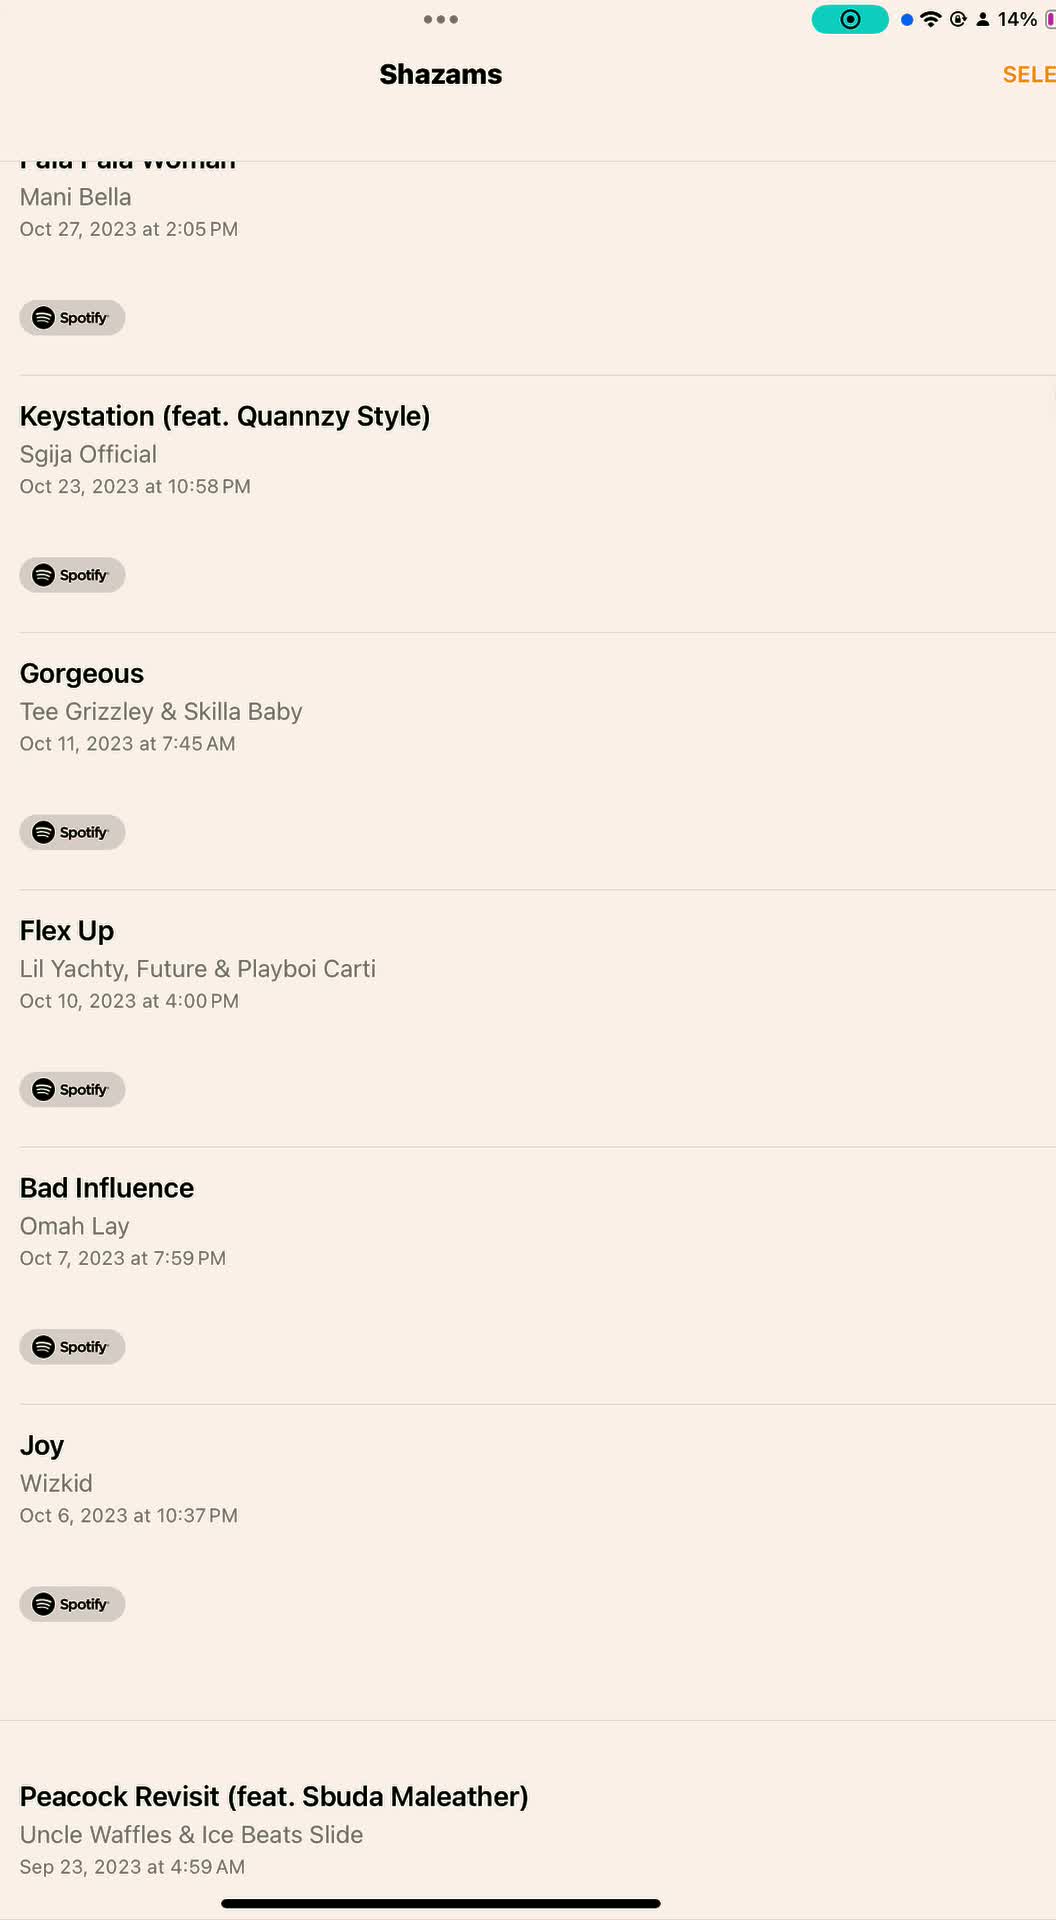 14%
Shazams
SELE
Mani Bella
Oct 27, 2023 at 2:05 PM
Spotify
Keystation (feat. Quannzy Style)
Sgija Official
Oct 23, 2023 at 10:58 PM
Spotify
Gorgeous
Tee Grizzley & Skilla Baby
Oct 11, 2023 at 7:45 AM
Spotify
Flex Up
Lil Yachty, Future & Playboi Carti
Oct 10, 2023 at 4:00 PM
Spotify
Bad Influence
Omah Lay
Oct 7, 2023 at 7:59 PM
Spotify
Joy
Wizkid
Oct 6, 2023 at 10:37 PM
Spotify
Peacock Revisit (feat. Sbuda Maleather)
Uncle Waffles & Ice Beats Slide
Sep 23, 2023 at 4:59 AM